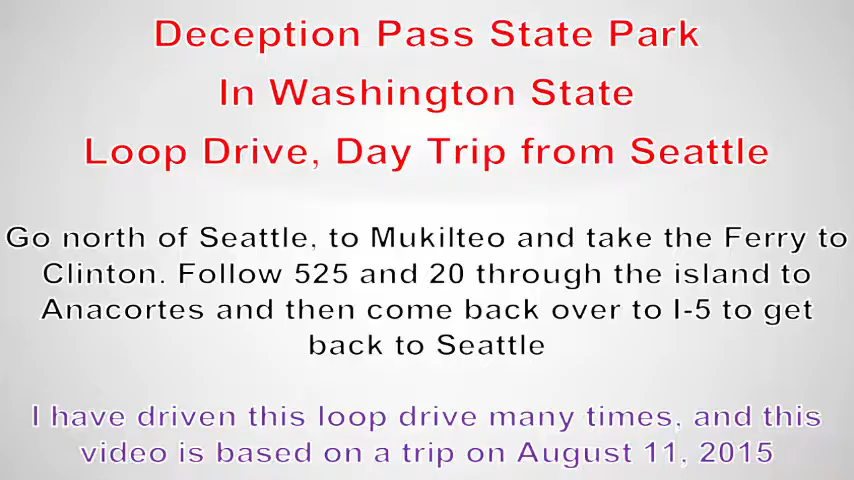 Deception Pass State Park
In Washington State
Loop Drive, Day Trip from Seattle
Go north of Seattle, to Mukilteo and take the Ferry to
Clinton. Follow 525 and 20 through the island to
Anacortes and then come back over to I-5 to get
back to Seattle
I have driven this loop drive many times, and this
video is based on a trip on August 11, 2015